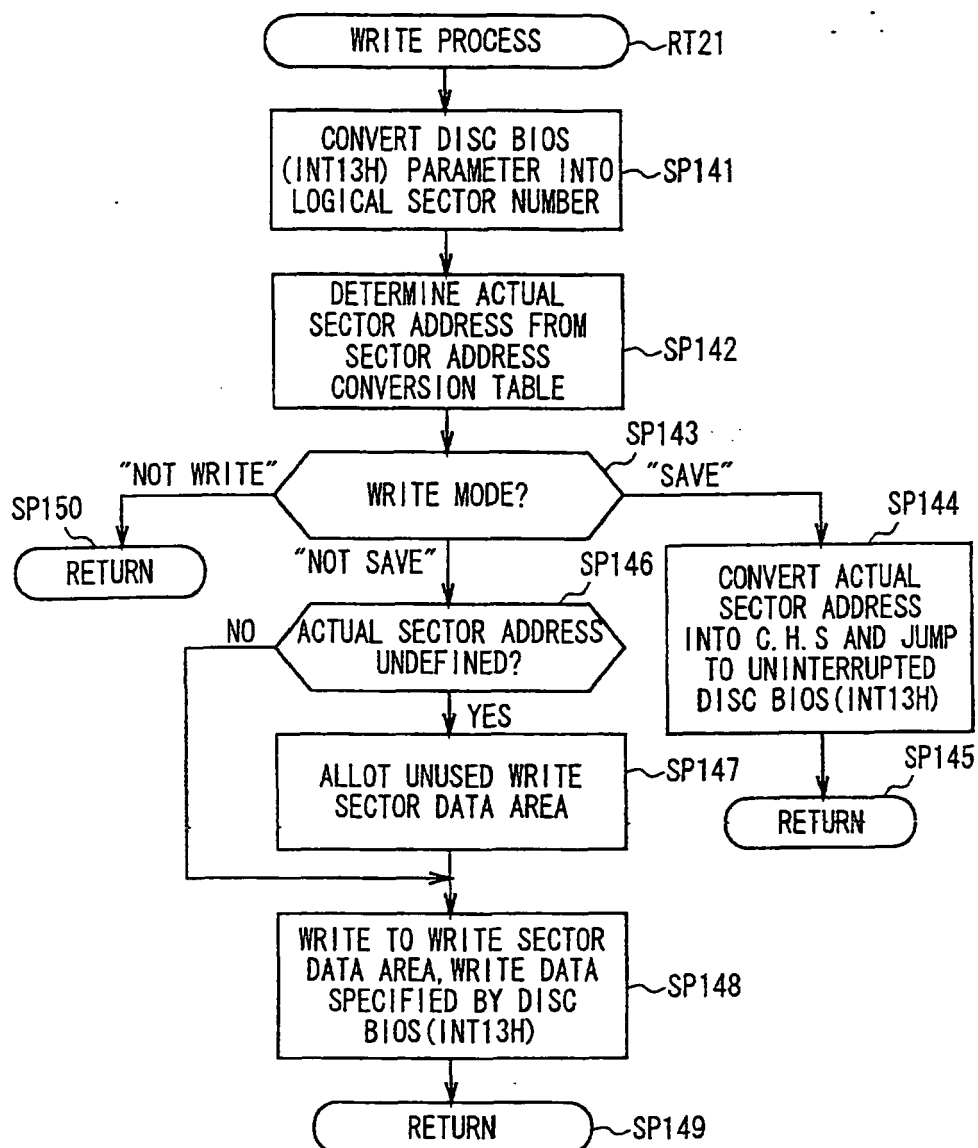 WRITE PROCESS
RT21
CONVERT DISC BIOS
(INT13H) PARAMETER INTO
LOGICAL SECTOR NUMBER
SP141
DETERMINE ACTUAL
SECTOR ADDRESS FROM
SECTOR ADDRESS
CONVERSION TABLE
SP142
SP143
"NOT WRITE"
WRITE MODE?
"SAVE"
SP150
RETURN
"NOT SAVE"
SP146
SP144
CONVERT ACTUAL
SECTOR ADDRESS
INTO C.H.S AND JUMP
TO UNINTERRUPTED
DISC BIOS(INT13H)
NO
ACTUAL SECTOR ADDRESS
UNDEFINED?
YES
ALLOT UNUSED WRITE
SECTOR DATA AREA
SP147
SP145
RETURN
WRITE TO WRITE SECTOR
DATA AREA, WRITE DATA
SPECIFIED BY DISC
BIOS(INT13H)
SP148
RETURN
SP149